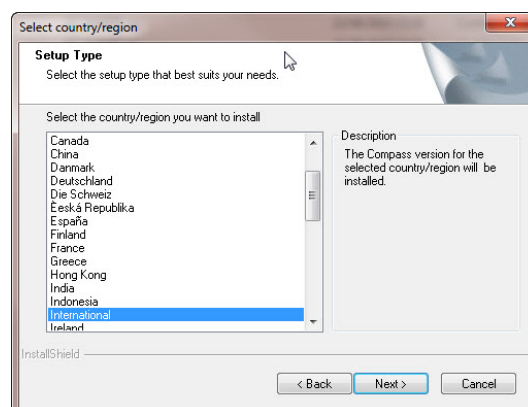 Select country/region
Setup Type
Select the setup type that best suits your needs.
Select the country/region you want to install
Canada
China
Danmark
Deutschland
Die Schweiz
Èeská Republika
España
Finland
France
Greece
Hong Kong
India
Indonesia
International
Ireland
Description
The Compass version for the
selected country/region will be
installed.
InstallShield
< Back
Next >
Cancel